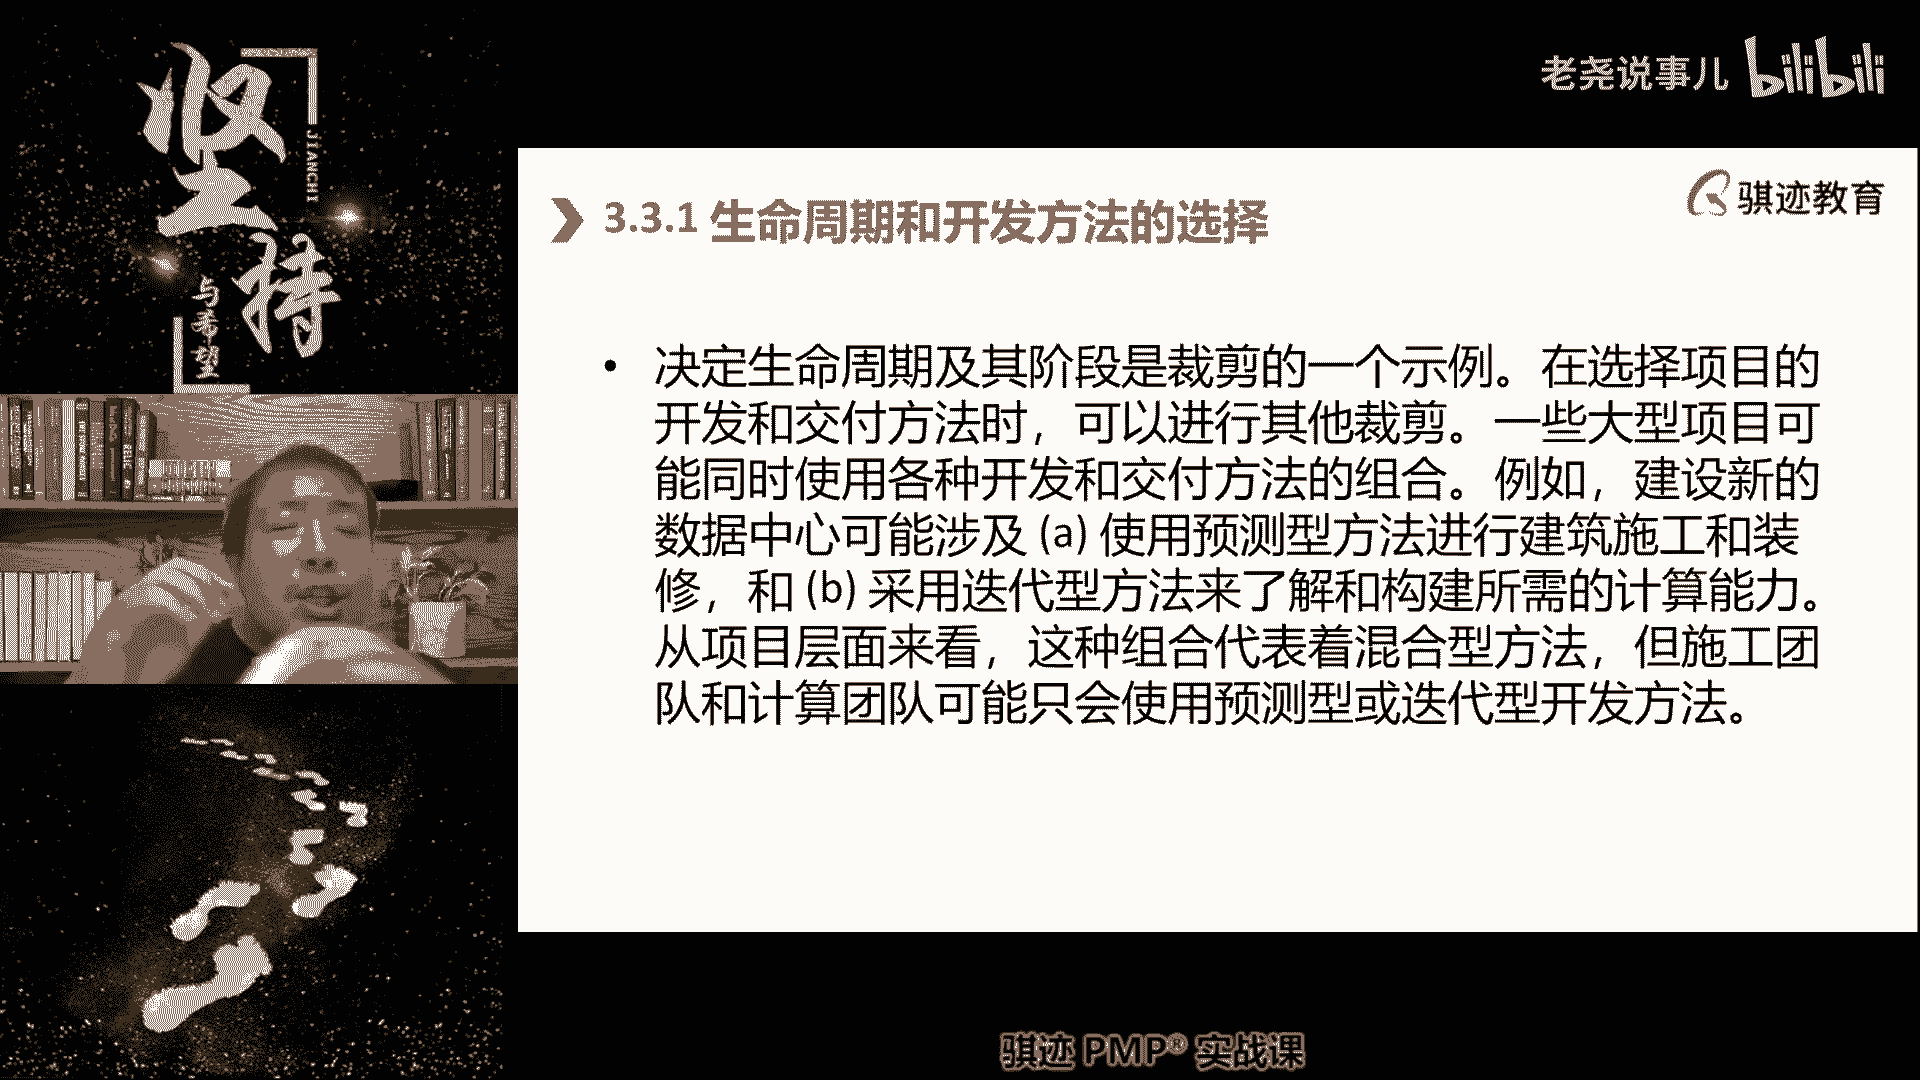 坚持
JIANCHI
与希望
老尧说事儿 bilibili
骐迹教育
3.3.1 生命周期和开发方法的选择
• 决定生命周期及其阶段是裁剪的一个示例。在选择项目的
开发和交付方法时，可以进行其他裁剪。一些大型项目可
能同时使用各种开发和交付方法的组合。例如，建设新的
数据中心可能涉及 (a) 使用预测型方法进行建筑施工和装
修，和 (b) 采用迭代型方法来了解和构建所需的计算能力。
从项目层面来看，这种组合代表着混合型方法，但施工团
队和计算团队可能只会使用预测型或迭代型开发方法。
骐迹 PMP® 实战课